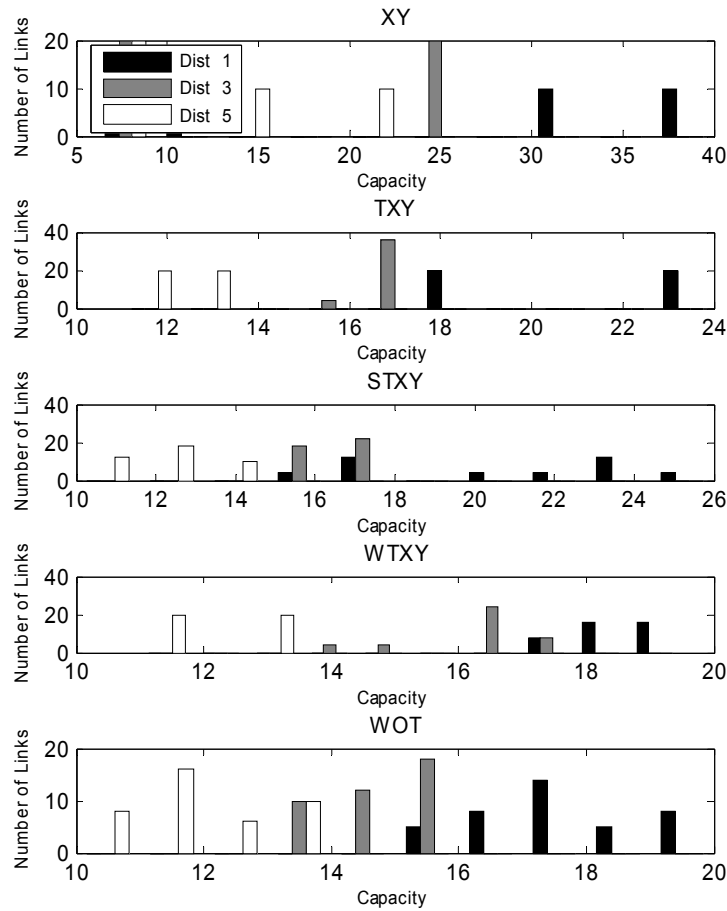 XY
Number of Links
20
10
0
Dist 1
Dist 3
Dist 5
5 10 15 20 25 30 35 40
Capacity
TXY
Number of Links
40
20
0
10 12 14 16 18 20 22 24
Capacity
STXY
Number of Links
40
20
0
10 12 14 16 18 20 22 24 26
Capacity
WTXY
Number of Links
40
20
0
10 12 14 16 18 20
Capacity
WOT
Number of Links
20
10
0
10 12 14 16 18 20
Capacity